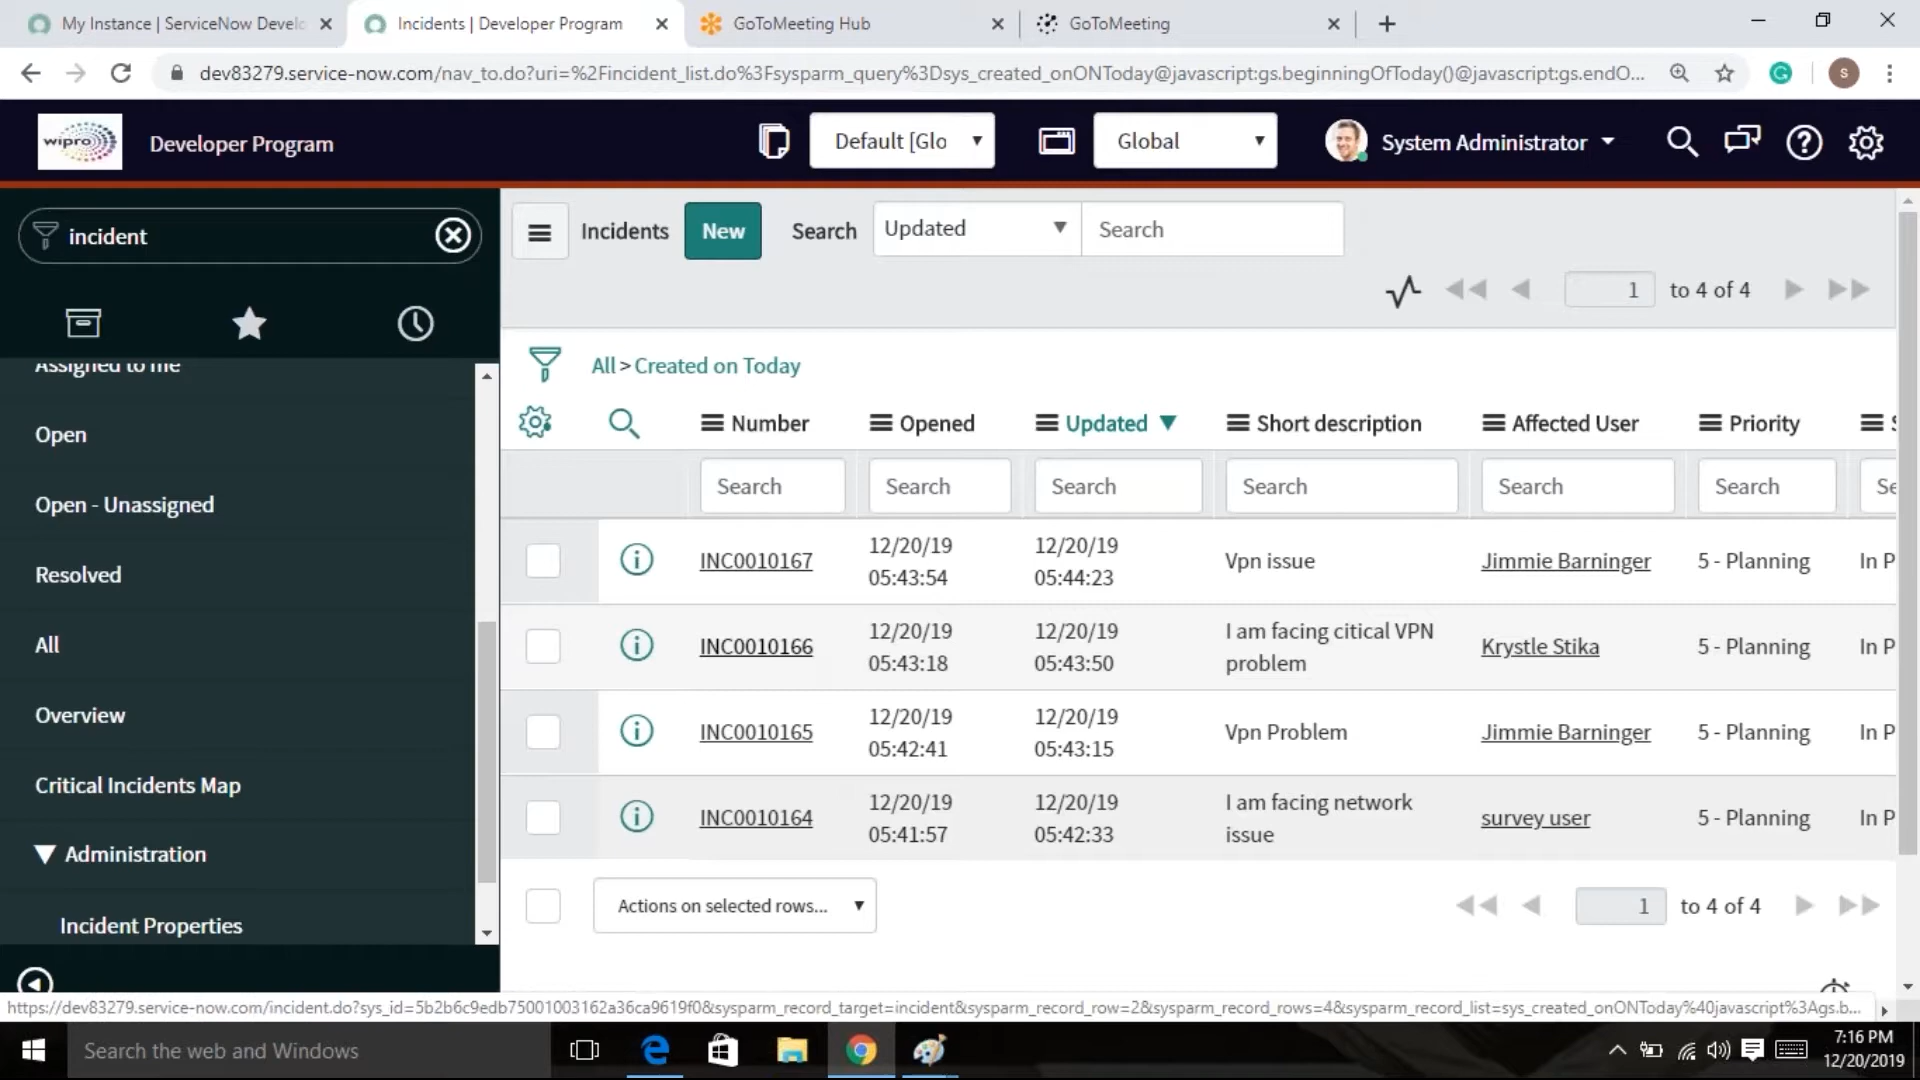 My Instance | ServiceNow Develo
Incidents | Developer Program
GoToMeeting Hub
GoToMeeting
dev83279.service-now.com/nav_to.do?uri=%2Fincident_list.do%3Fsysparm_query%3Dsys_created_onONToday@javascript:gs.beginningOfToday()@javascript:gs.endO...
s
wipro
Developer Program
Default [Glo
Global
System Administrator
incident
Incidents
New
Search
Updated
Search
1 to 4 of 4
Assigned to me
Open
Open - Unassigned
Resolved
All
Overview
Critical Incidents Map
Administration
Incident Properties
All > Created on Today
Number Opened Updated Short description Affected User Priority S
Search Search Search Search Search Search Se
INC0010167 12/20/19 05:43:54 12/20/19 05:44:23 Vpn issue Jimmie Barninger 5 - Planning In P
INC0010166 12/20/19 05:43:18 12/20/19 05:43:50 I am facing citical VPN problem Krystle Stika 5 - Planning In P
INC0010165 12/20/19 05:42:41 12/20/19 05:43:15 Vpn Problem Jimmie Barninger 5 - Planning In P
INC0010164 12/20/19 05:41:57 12/20/19 05:42:33 I am facing network issue survey user 5 - Planning In P
Actions on selected rows...
1 to 4 of 4
https://dev83279.service-now.com/incident.do?sys_id=5b2b6c9edb75001003162a36ca9619f0&sysparm_record_target=incident&sysparm_record_row=2&sysparm_record_rows=4&sysparm_record_list=sys_created_onONToday%40javascript%3Ags.b...
Search the web and Windows
7:16 PM
12/20/2019